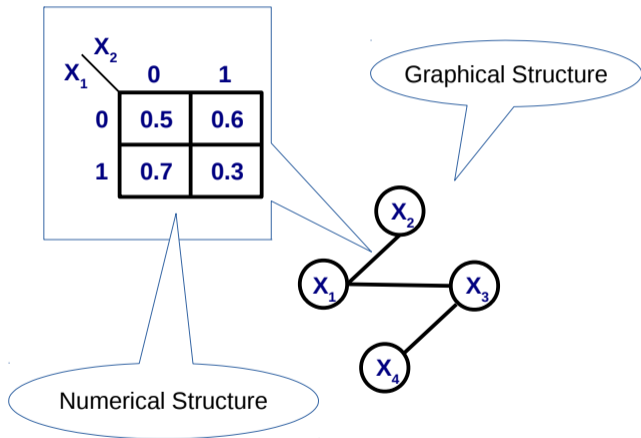 X₂
X₁
0 1
0 0.5 0.6
1 0.7 0.3
Graphical Structure
X₂
X₁
X₃
X₄
Numerical Structure